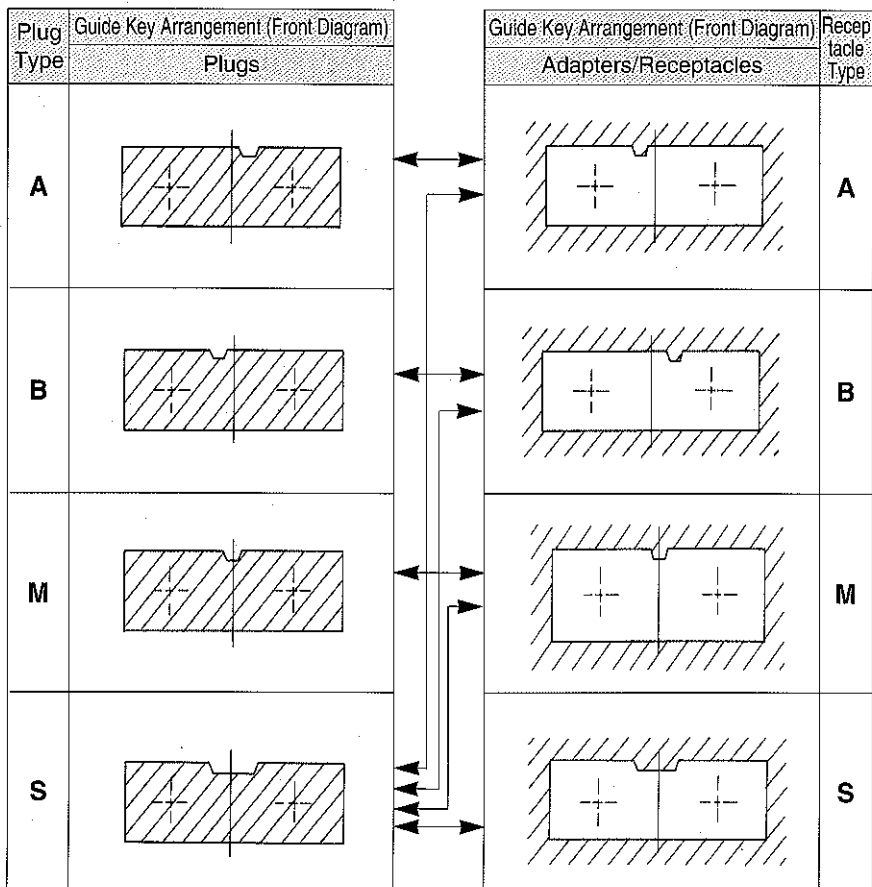 Plug Type
Guide Key Arrangement (Front Diagram)
Plugs
Guide Key Arrangement (Front Diagram)
Adapters/Receptacles
Recep
tacle
Type
A
A
B
B
M
M
S
S